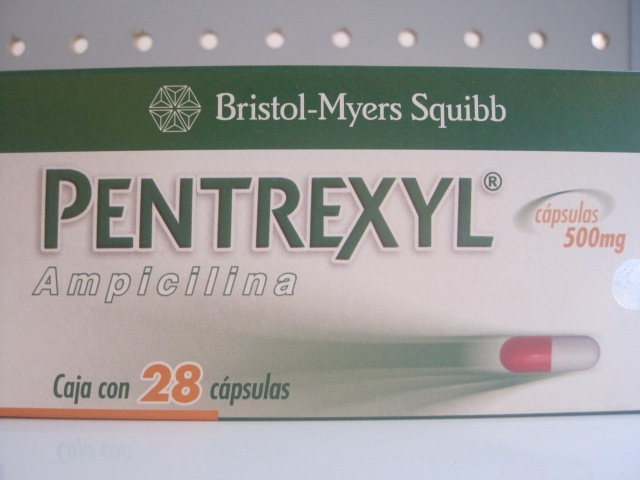 Bristol-Myers Squibb
PENTREXYL®
cápsulas
500mg
Ampicilina
Caja con 28 cápsulas